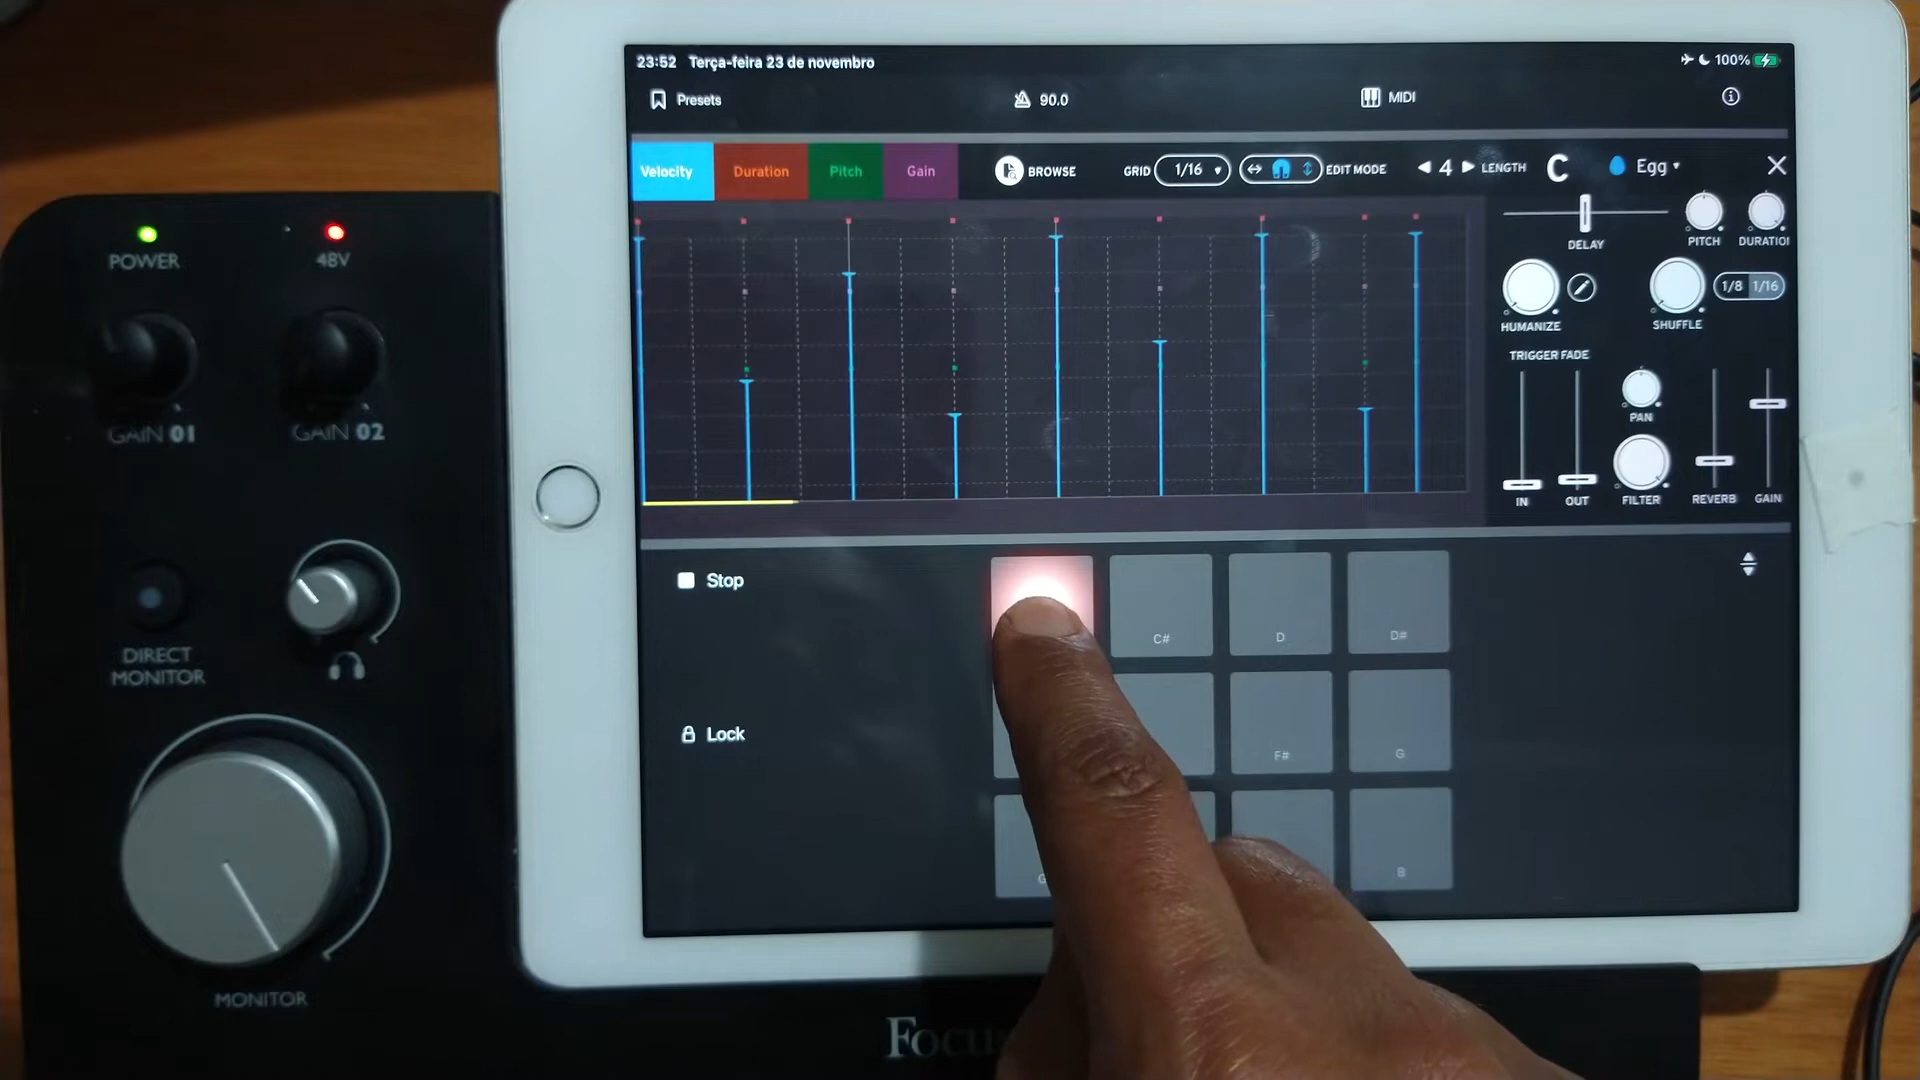 23:52 Terça-feira 23 de novembro
100%
Presets
90.0
MIDI
Velocity
Duration
Pitch
Gain
BROWSE
GRID 1/16
EDIT MODE
4 LENGTH
C
Egg
DELAY
PITCH
DURATIO
HUMANIZE
SHUFFLE
1/8 1/16
TRIGGER FADE
PAN
IN
OUT
FILTER
REVERB
GAIN
Stop
Lock
C#
D
D#
F#
G
G
B
POWER
48V
GAIN 01
GAIN 02
DIRECT
MONITOR
MONITOR
Focu